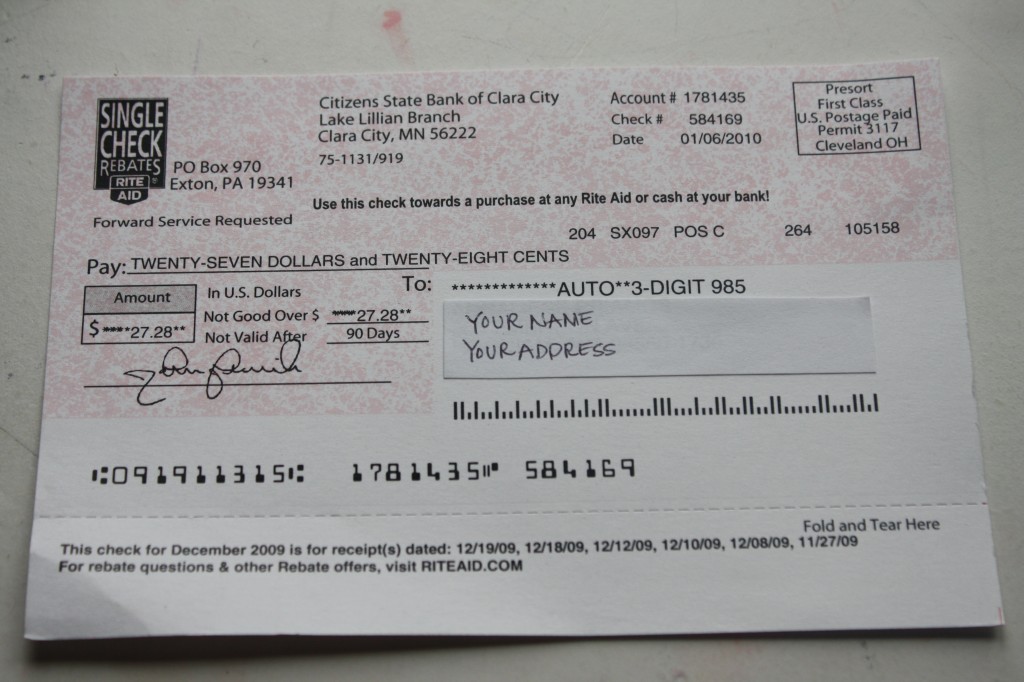 SINGLE
CHECK
REBATES
RITE
AID
PO Box 970
Exton, PA 19341
Forward Service Requested
Citizens State Bank of Clara City
Lake Lillian Branch
Clara City, MN 56222
75-1131/919
Account # 1781435
Check # 584169
Date 01/06/2010
Presort
First Class
U.S. Postage Paid
Permit 3117
Cleveland OH
Use this check towards a purchase at any Rite Aid or cash at your bank!
204 SX097 POS C 264 105158
Pay: TWENTY-SEVEN DOLLARS and TWENTY-EIGHT CENTS
Amount
$****27.28**
In U.S. Dollars
Not Good Over $ ****27.28**
Not Valid After 90 Days
To: *************AUTO**3-DIGIT 985
YOUR NAME
YOUR ADDRESS
⑆091911315⑆ 1781435⑈ 584169
Fold and Tear Here
This check for December 2009 is for receipt(s) dated: 12/19/09, 12/18/09, 12/12/09, 12/10/09, 12/08/09, 11/27/09
For rebate questions & other Rebate offers, visit RITEAID.COM